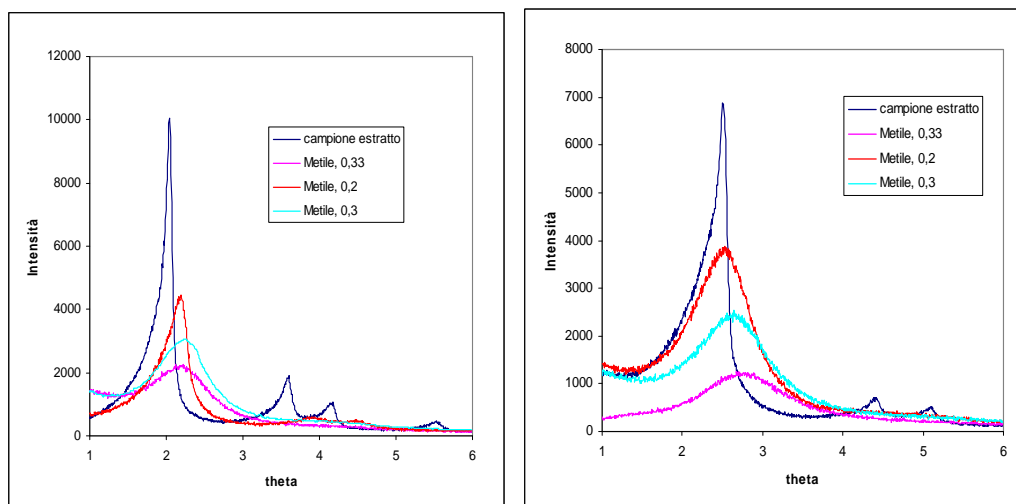 12000
10000
8000
6000
4000
2000
0
Intensità
campione estratto
Metile, 0,33
Metile, 0,2
Metile, 0,3
1 2 3 4 5 6
theta
8000
7000
6000
5000
4000
3000
2000
1000
0
Intensità
campione estratto
Metile, 0,33
Metile, 0,2
Metile, 0,3
1 2 3 4 5 6
theta